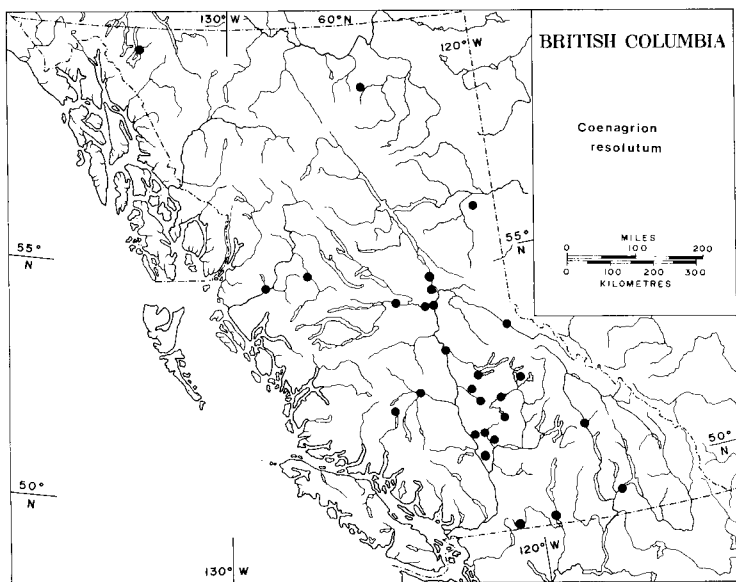 130° W
60° N
120° W
BRITISH COLUMBIA
Coenagrion
resolutum
55°
N
55°
N
MILES
0 100 200
0 100 200 300
KILOMETRES
50°
N
50°
N
130° W
120° W